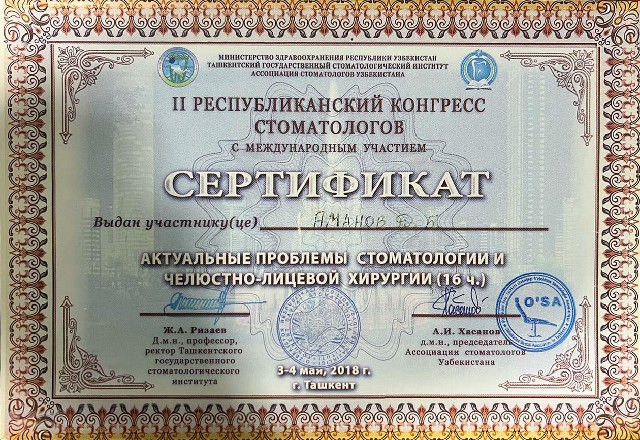 МИНИСТЕРСТВО ЗДРАВООХРАНЕНИЯ РЕСПУБЛИКИ УЗБЕКИСТАН
ТАШКЕНТСКИЙ ГОСУДАРСТВЕННЫЙ СТОМАТОЛОГИЧЕСКИЙ ИНСТИТУТ
АССОЦИАЦИЯ СТОМАТОЛОГОВ УЗБЕКИСТАНА
II РЕСПУБЛИКАНСКИЙ КОНГРЕСС
СТОМАТОЛОГОВ
С МЕЖДУНАРОДНЫМ УЧАСТИЕМ
СЕРТИФИКАТ
Выдан участнику(це) АМАНОВ
АКТУАЛЬНЫЕ ПРОБЛЕМЫ СТОМАТОЛОГИИ И
ЧЕЛЮСТНО-ЛИЦЕВОЙ ХИРУРГИИ (16 ч.)
O'SA
Ж.А. Ризаев
Д.м.н., профессор,
ректор Ташкентского
государственного
стоматологического
института
А.И. Хасанов
д.м.н., председатель
Ассоциации стоматологов
Узбекистана
3-4 мая, 2018 г.
г. Ташкент